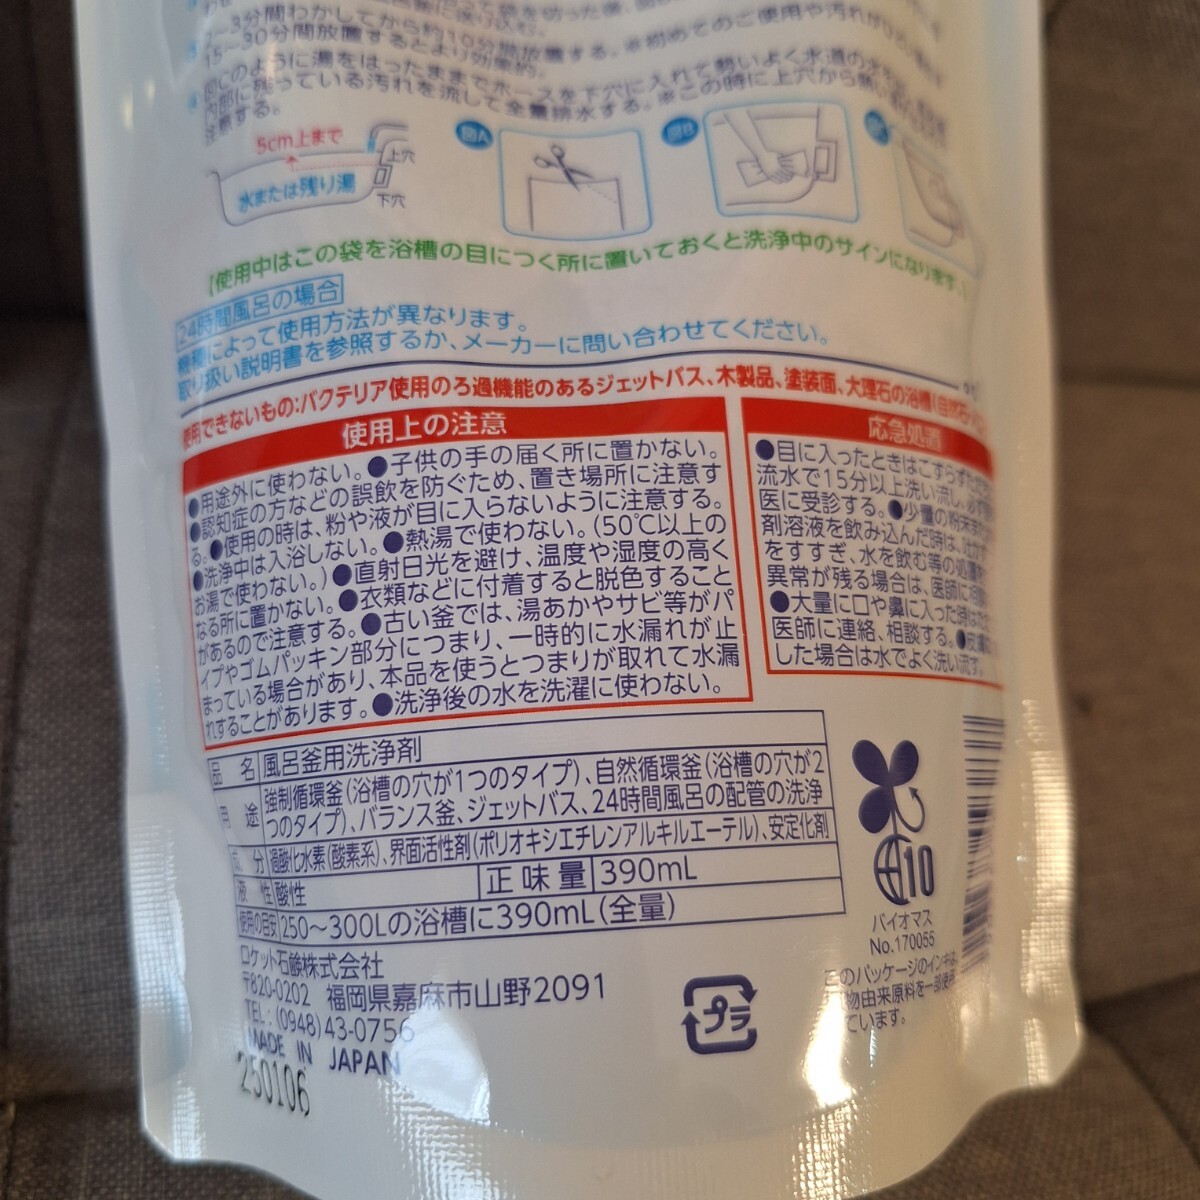 2～3分間わかしてから約10分間放置する。※初めてのご使用や汚れが
15～30分間放置するとより効果的。
図Cのように湯をはったままでホースを下穴に入れて勢いよく水道の水を
内部に残っている汚れを流して全量排水する。※この時に上穴から熱い
注意する。
5cm上まで
上穴
水または残り湯
下穴
図A
図B
【使用中はこの袋を浴槽の目につく所に置いておくと洗浄中のサインになります。】
24時間風呂の場合
機種によって使用方法が異なります。
取り扱い説明書を参照するか、メーカーに問い合わせてください。
使用できないもの:バクテリア使用のろ過機能のあるジェットバス、木製品、塗装面、大理石の浴槽
使用上の注意
●用途外に使わない。●子供の手の届く所に置かない。
●認知症の方などの誤飲を防ぐため、置き場所に注意す
る。●使用の時は、粉や液が目に入らないように注意する。
●洗浄中は入浴しない。●熱湯で使わない。(50℃以上の
お湯で使わない。)●直射日光を避け、温度や湿度の高く
なる所に置かない。●衣類などに付着すると脱色すること
があるので注意する。●古い釜では、湯あかやサビ等がパ
イプやゴムパッキン部分につまり、一時的に水漏れが止
まっている場合があり、本品を使うとつまりが取れて水漏
れすることがあります。●洗浄後の水を洗濯に使わない。
応急処置
●目に入ったときはこすらず
流水で15分以上洗い流し、必ず
医に受診する。●少量の粉末
剤溶液を飲み込んだ時は、
をすすぎ、水を飲む等の処置
異常が残る場合は、医師に
●大量に口や鼻に入った時は
医師に連絡、相談する。●皮膚
した場合は水でよく洗い流す。
品名 風呂釜用洗浄剤
用途 強制循環釜(浴槽の穴が1つのタイプ)、自然循環釜(浴槽の穴が2
つのタイプ)、バランス釜、ジェットバス、24時間風呂の配管の洗浄
成分 過酸化水素(酸素系)、界面活性剤(ポリオキシエチレンアルキルエーテル)、安定化剤
液性 酸性 正味量 390mL
使用の目安 250～300Lの浴槽に390mL(全量)
ロケット石鹸株式会社
〒820-0202 福岡県嘉麻市山野2091
TEL:(0948)43-0756
MADE IN JAPAN
250106
プラ
10
バイオマス
No.170055
このパッケージのインキは、
物由来原料を一部使用
ています。